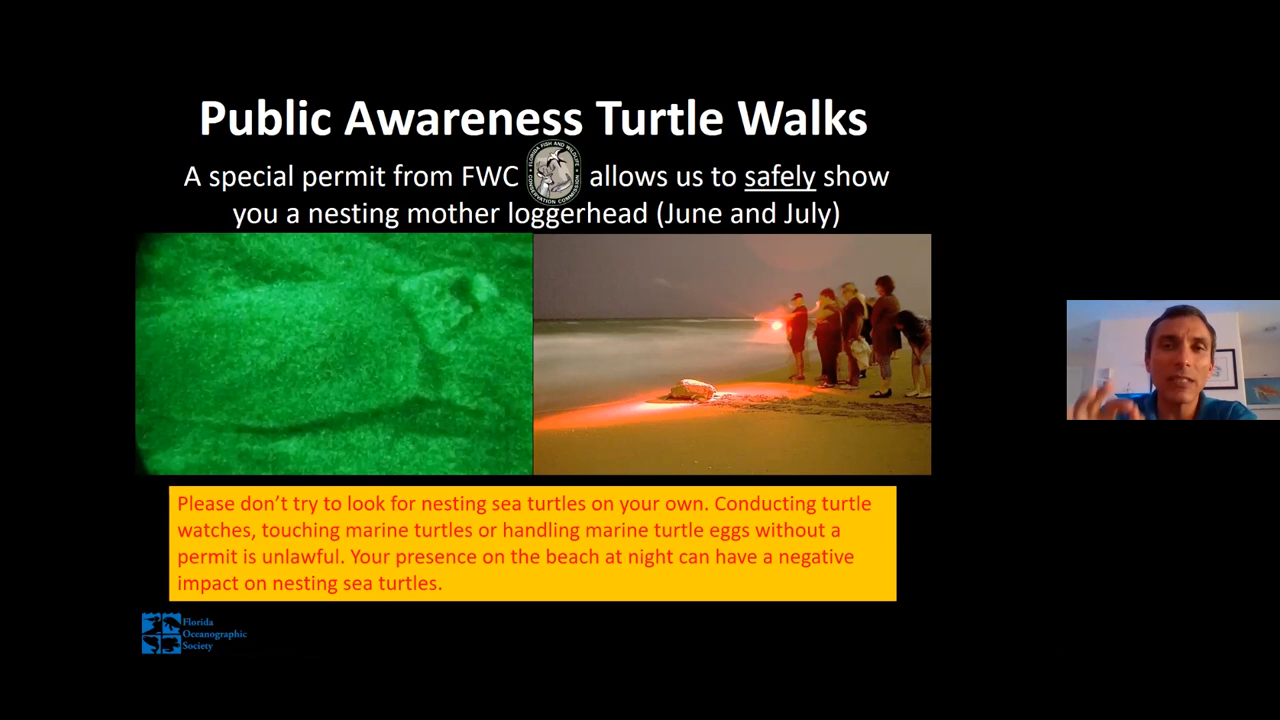 Public Awareness Turtle Walks
A special permit from FWC allows us to safely show
you a nesting mother loggerhead (June and July)
Please don't try to look for nesting sea turtles on your own. Conducting turtle
watches, touching marine turtles or handling marine turtle eggs without a
permit is unlawful. Your presence on the beach at night can have a negative
impact on nesting sea turtles.
Florida
Oceanographic
Society